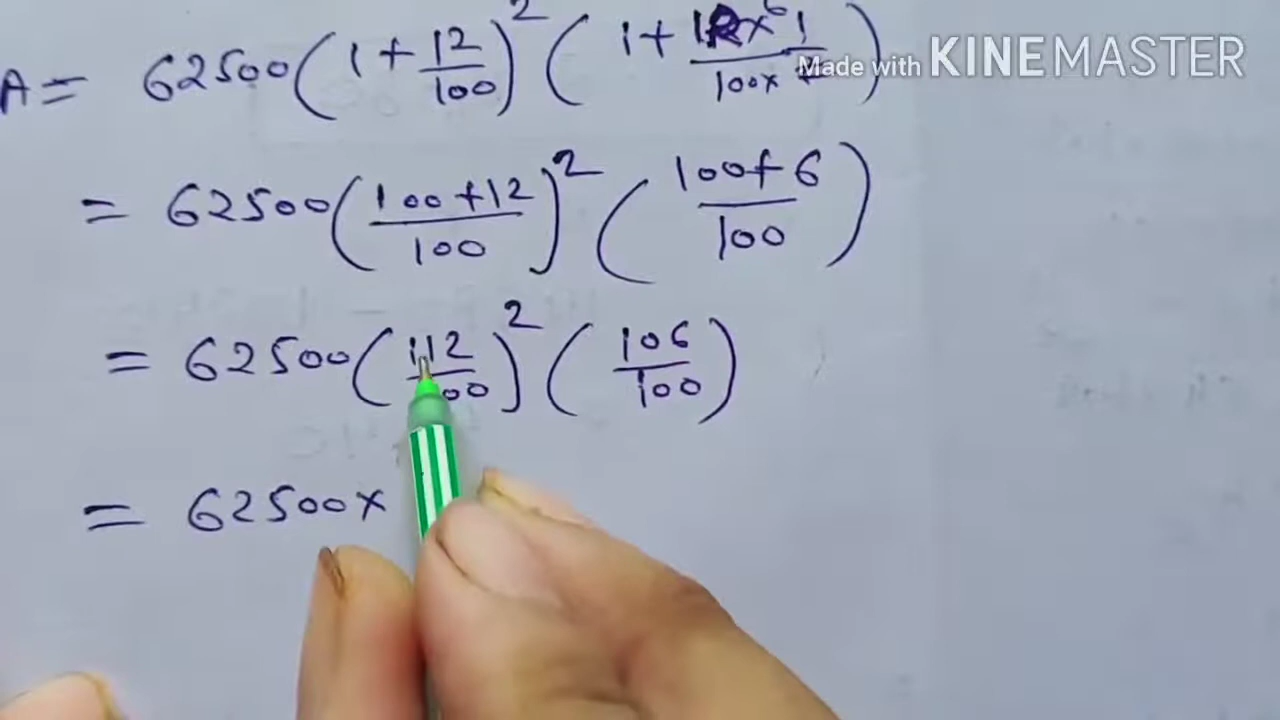 A = 62500 (1 + 12/100)² (1 + 12 x 6 1/100 x
Made with KINEMASTER
= 62500 (100 + 12/100)² (100 + 6/100)
= 62500 (112/100)² (106/100)
= 62500 x